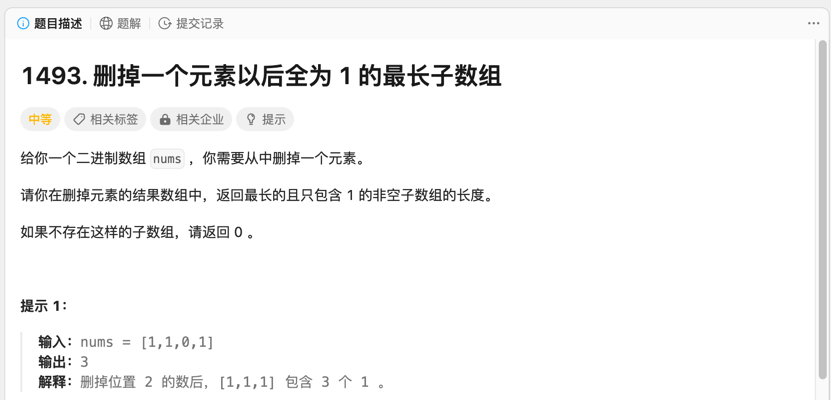 题目描述 题解 提交记录
1493. 删掉一个元素以后全为 1 的最长子数组
中等 相关标签 相关企业 提示
给你一个二进制数组 nums ，你需要从中删掉一个元素。
请你在删掉元素的结果数组中，返回最长的且只包含 1 的非空子数组的长度。
如果不存在这样的子数组，请返回 0 。
提示 1：
输入：nums = [1,1,0,1]
输出：3
解释：删掉位置 2 的数后，[1,1,1] 包含 3 个 1 。